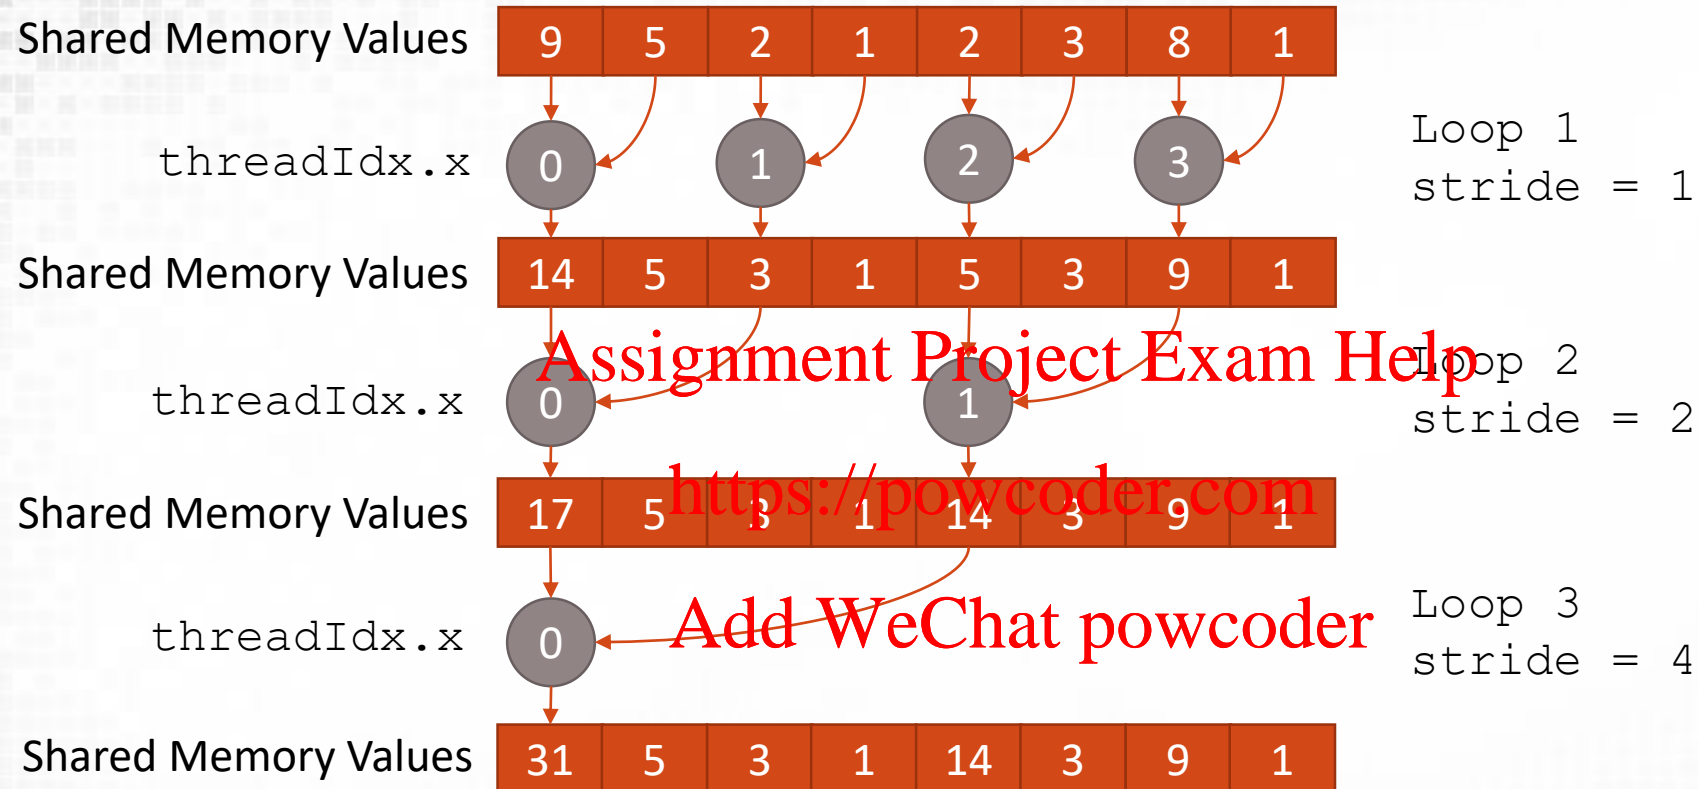 Shared Memory Values 9 5 2 1 2 3 8 1
threadIdx.x 0 1 2 3
Loop 1
stride = 1
Shared Memory Values 14 5 3 1 5 3 9 1
Assignment Project Exam Help
threadIdx.x 0 1
Loop 2
stride = 2
Shared Memory Values 17 5 3 1 14 3 9 1
https://powcoder.com
Add WeChat powcoder
threadIdx.x 0
Loop 3
stride = 4
Shared Memory Values 31 5 3 1 14 3 9 1